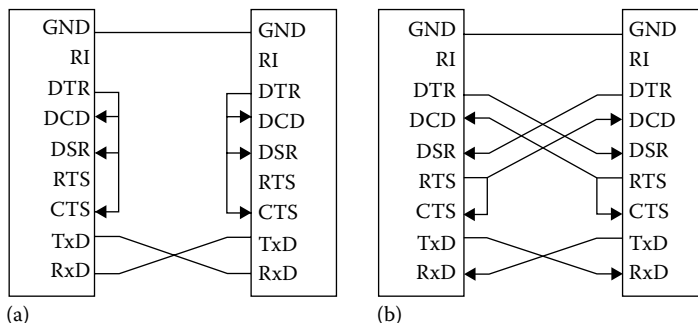 GND GND GND GND
RI RI RI RI
DTR DTR DTR DTR
DCD DCD DCD DCD
DSR DSR DSR DSR
RTS RTS RTS RTS
CTS CTS CTS CTS
TxD TxD TxD TxD
RxD RxD RxD RxD
(a) (b)